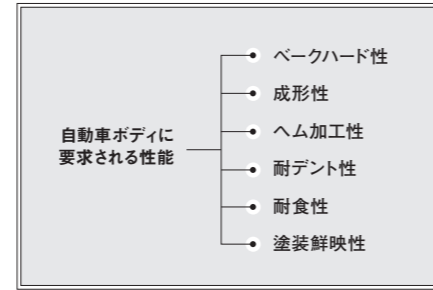 自動車ボディに
要求される性能
ベークハード性
成形性
ヘム加工性
耐デント性
耐食性
塗装鮮映性